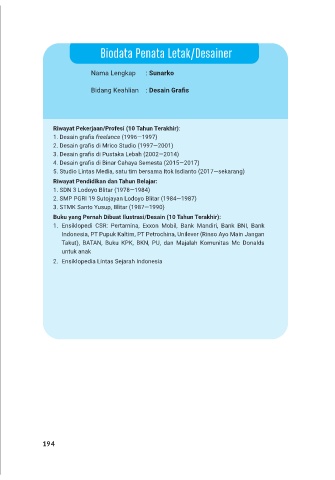 Biodata Penata Letak/Desainer
Nama Lengkap : Sunarko
Bidang Keahlian : Desain Grafis
Riwayat Pekerjaan/Profesi (10 Tahun Terakhir):
1. Desain grafis freelance (1996—1997)
2. Desain grafis di Mrico Studio (1997—2001)
3. Desain grafis di Pustaka Lebah (2002—2014)
4. Desain grafis di Binar Cahaya Semesta (2015—2017)
5. Studio Lintas Media, satu tim bersama Itok Isdianto (2017—sekarang)
Riwayat Pendidikan dan Tahun Belajar:
1. SDN 3 Lodoyo Blitar (1978—1984)
2. SMP PGRI 19 Sutojayan Lodoyo Blitar (1984—1987)
3. STMK Santo Yusup, Blitar (1987—1990)
Buku yang Pernah Dibuat Ilustrasi/Desain (10 Tahun Terakhir):
1. Ensiklopedi CSR: Pertamina, Exxon Mobil, Bank Mandiri, Bank BNI, Bank
Indonesia, PT Pupuk Kaltim, PT Petrochina, Unilever (Rinso Ayo Main Jangan
Takut), BATAN, Buku KPK, BKN, PU, dan Majalah Komunitas Mc Donalds
untuk anak
2. Ensiklopedia Lintas Sejarah Indonesia
194